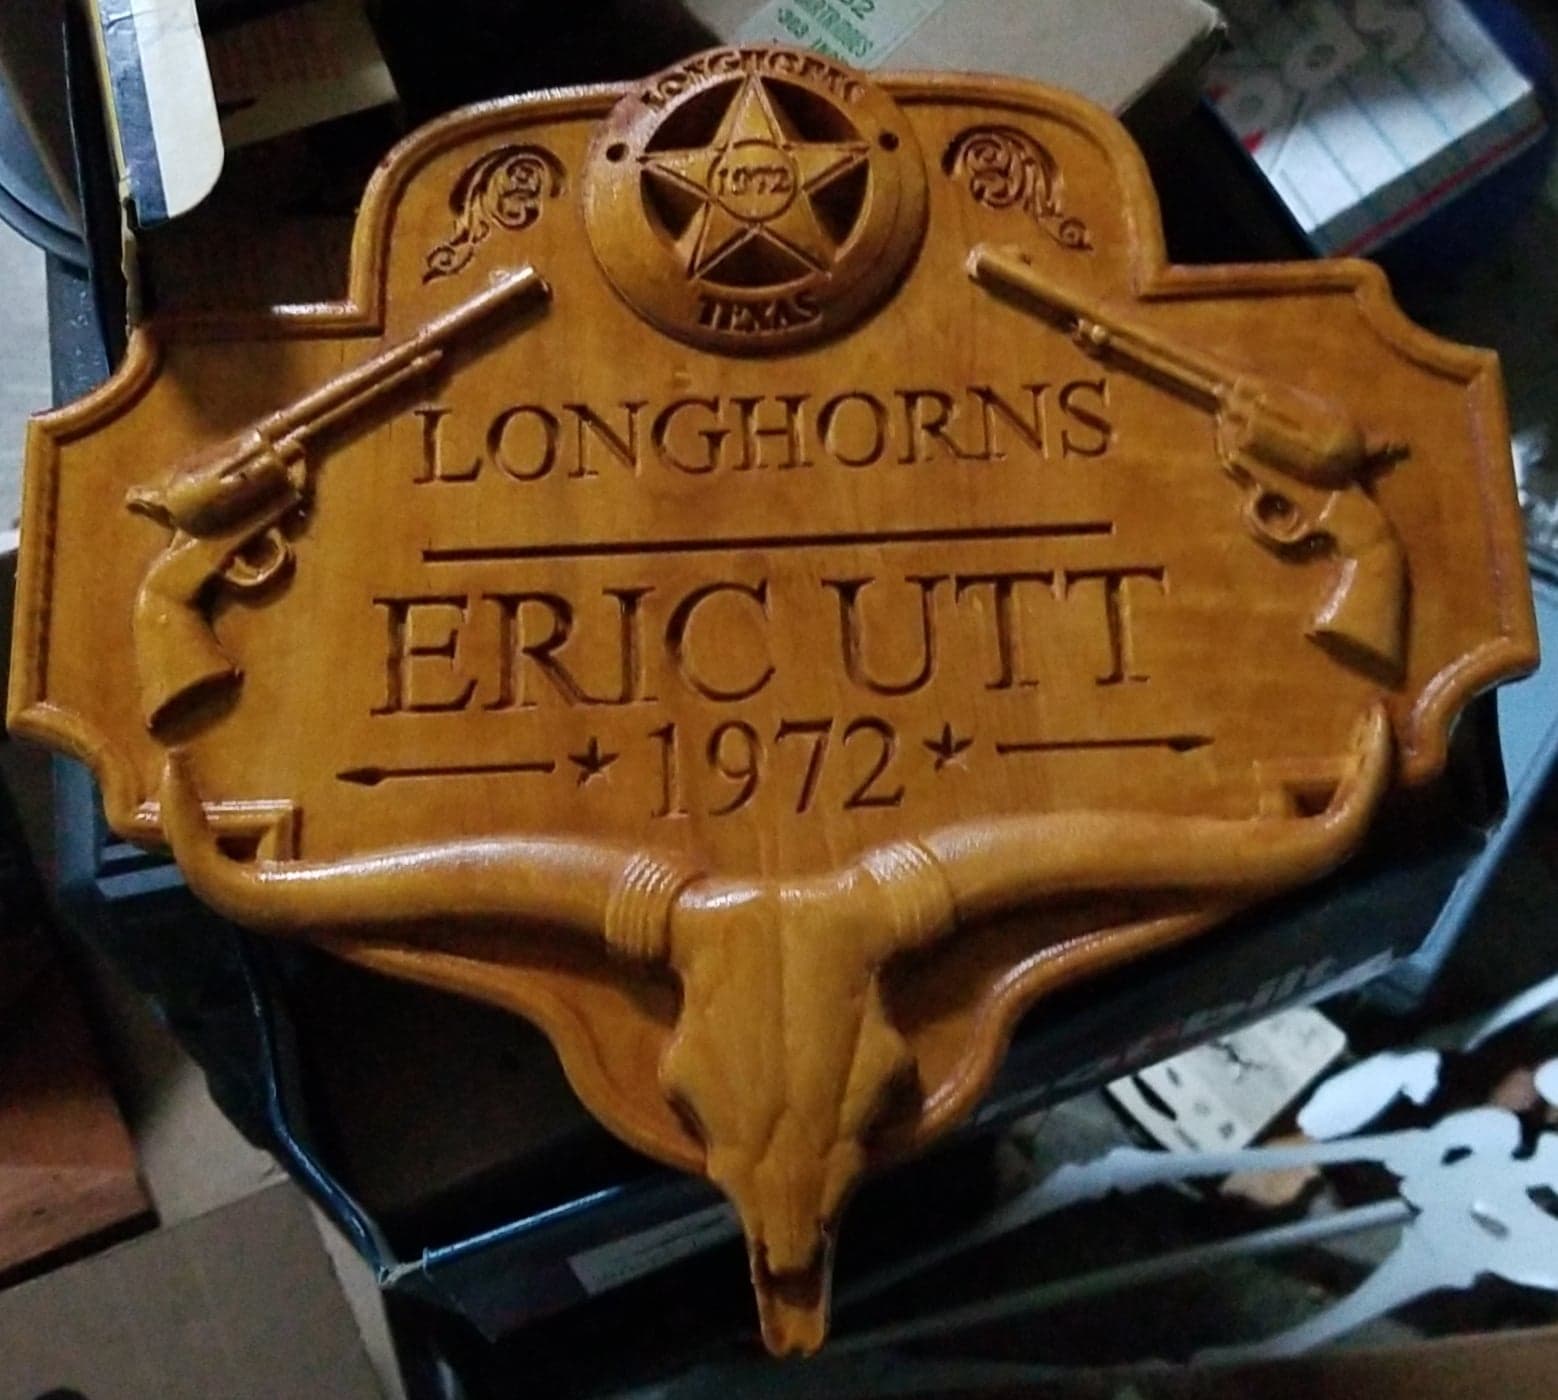 LONGHORNS
1972
TEXAS
LONGHORNS
ERIC UTT
1972